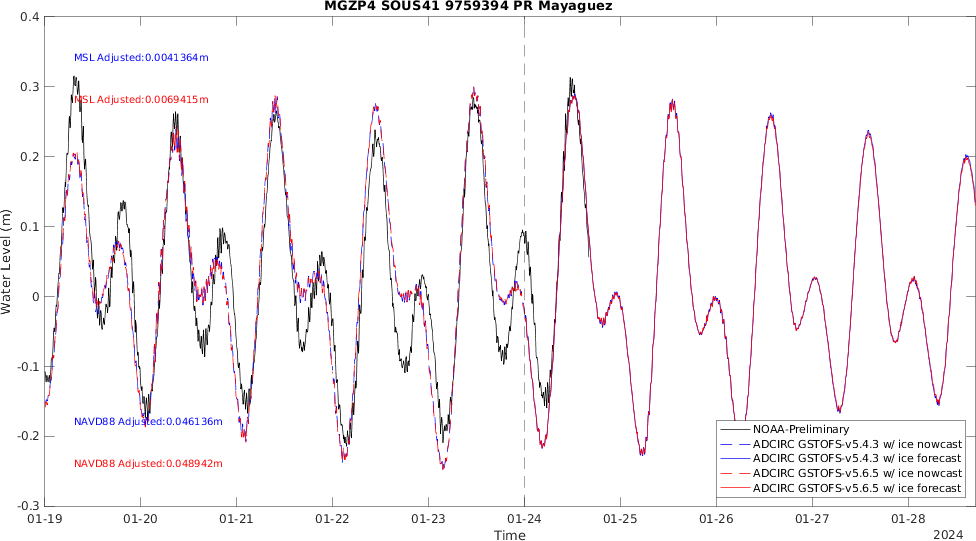 MGZP4 SOUS41 9759394 PR Mayaguez
0.4
0.3
0.2
0.1
0
-0.1
-0.2
-0.3
Water Level (m)
MSL Adjusted:0.0041364m
MSL Adjusted:0.0069415m
NAVD88 Adjusted:0.046136m
NAVD88 Adjusted:0.048942m
NOAA-Preliminary
ADCIRC GSTOFS-v5.4.3 w/ ice nowcast
ADCIRC GSTOFS-v5.4.3 w/ ice forecast
ADCIRC GSTOFS-v5.6.5 w/ ice nowcast
ADCIRC GSTOFS-v5.6.5 w/ ice forecast
01-19 01-20 01-21 01-22 01-23 01-24 01-25 01-26 01-27 01-28
Time
2024